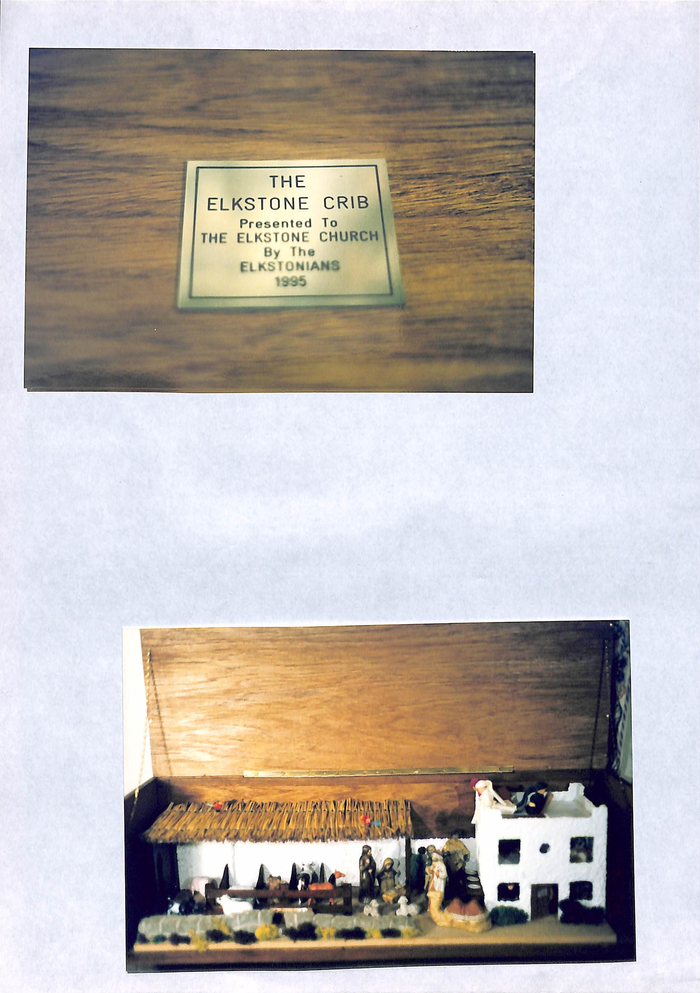 THE
ELKSTONE CRIB
Presented To
THE ELKSTONE CHURCH
By The
ELKSTONIANS
1995